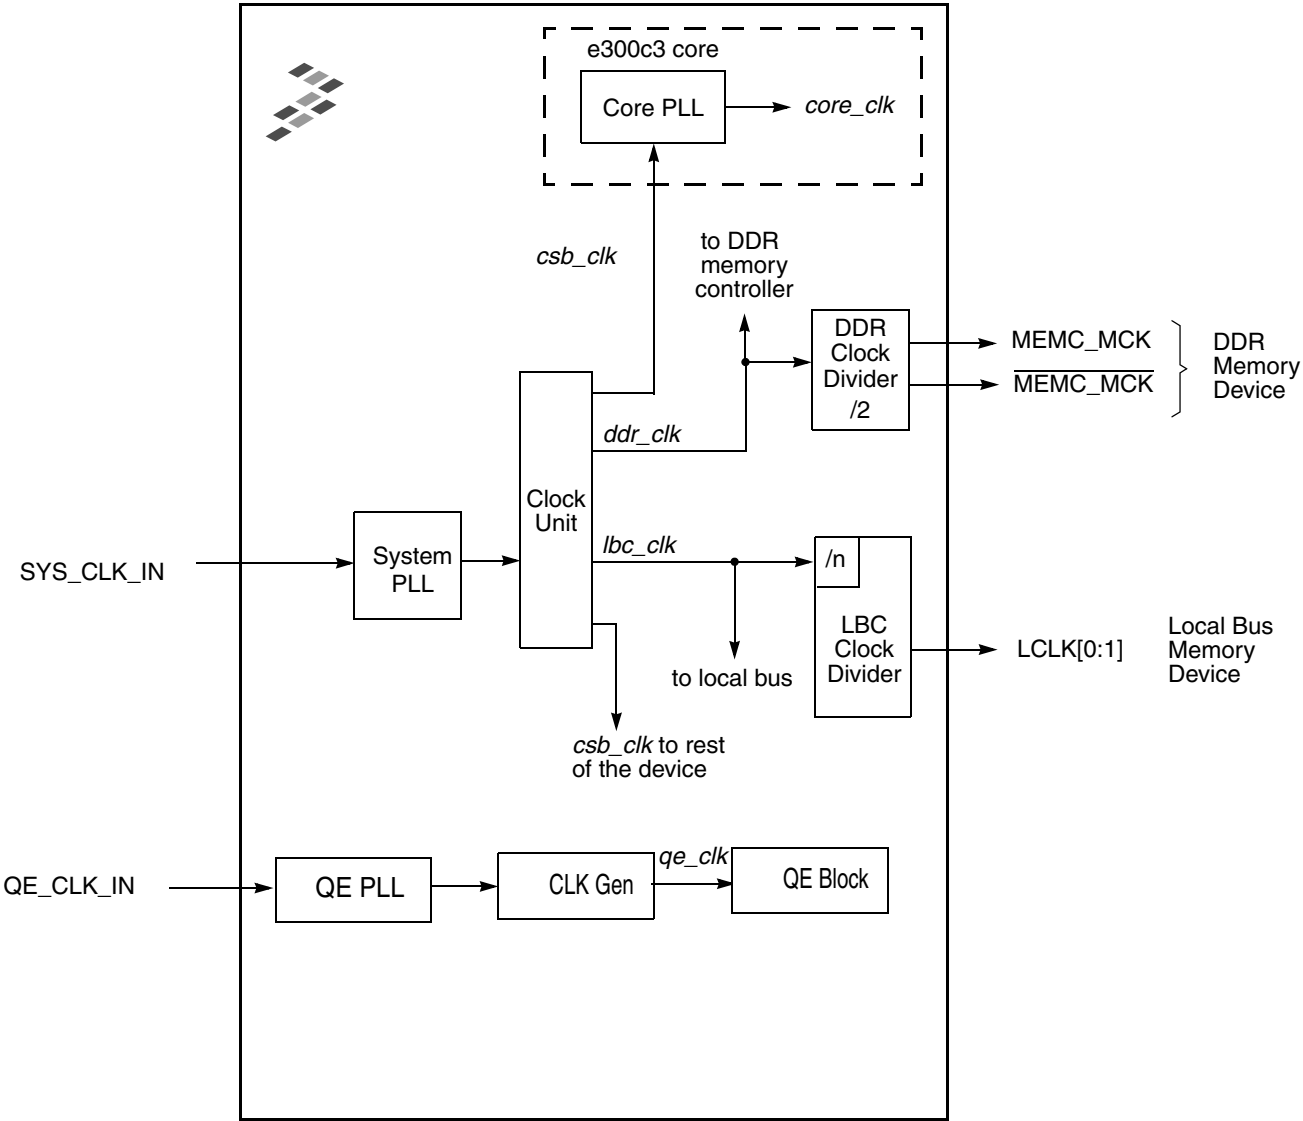 e300c3 core
Core PLL
core_clk
csb_clk
to DDR
memory
controller
DDR
Clock
Divider
/2
MEMC_MCK
MEMC_MCK
DDR
Memory
Device
ddr_clk
Clock
Unit
lbc_clk
/n
SYS_CLK_IN
System
PLL
LBC
Clock
Divider
LCLK[0:1]
Local Bus
Memory
Device
to local bus
csb_clk to rest
of the device
QE_CLK_IN
QE PLL
CLK Gen
qe_clk
QE Block